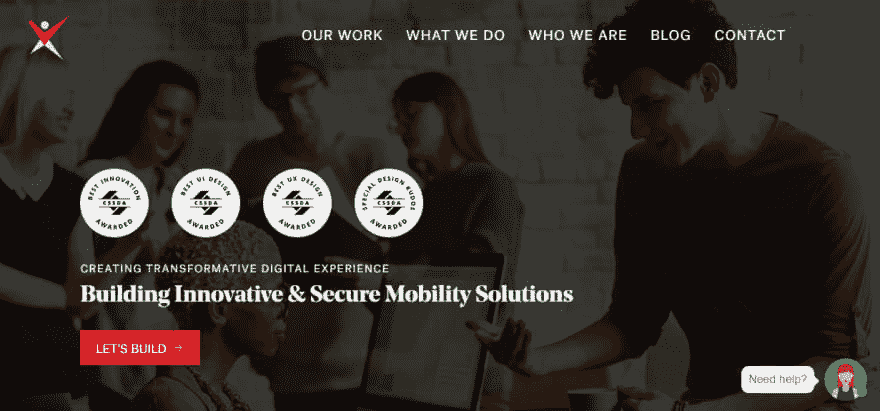 OUR WORK WHAT WE DO WHO WE ARE BLOG CONTACT
BEST INNOVATION CSSDA AWARDED
BEST UI DESIGN CSSDA AWARDED
BEST UX DESIGN CSSDA AWARDED
SPECIAL DESIGN KUDOS CSSDA AWARDED
CREATING TRANSFORMATIVE DIGITAL EXPERIENCE
Building Innovative & Secure Mobility Solutions
LET'S BUILD →
Need help?